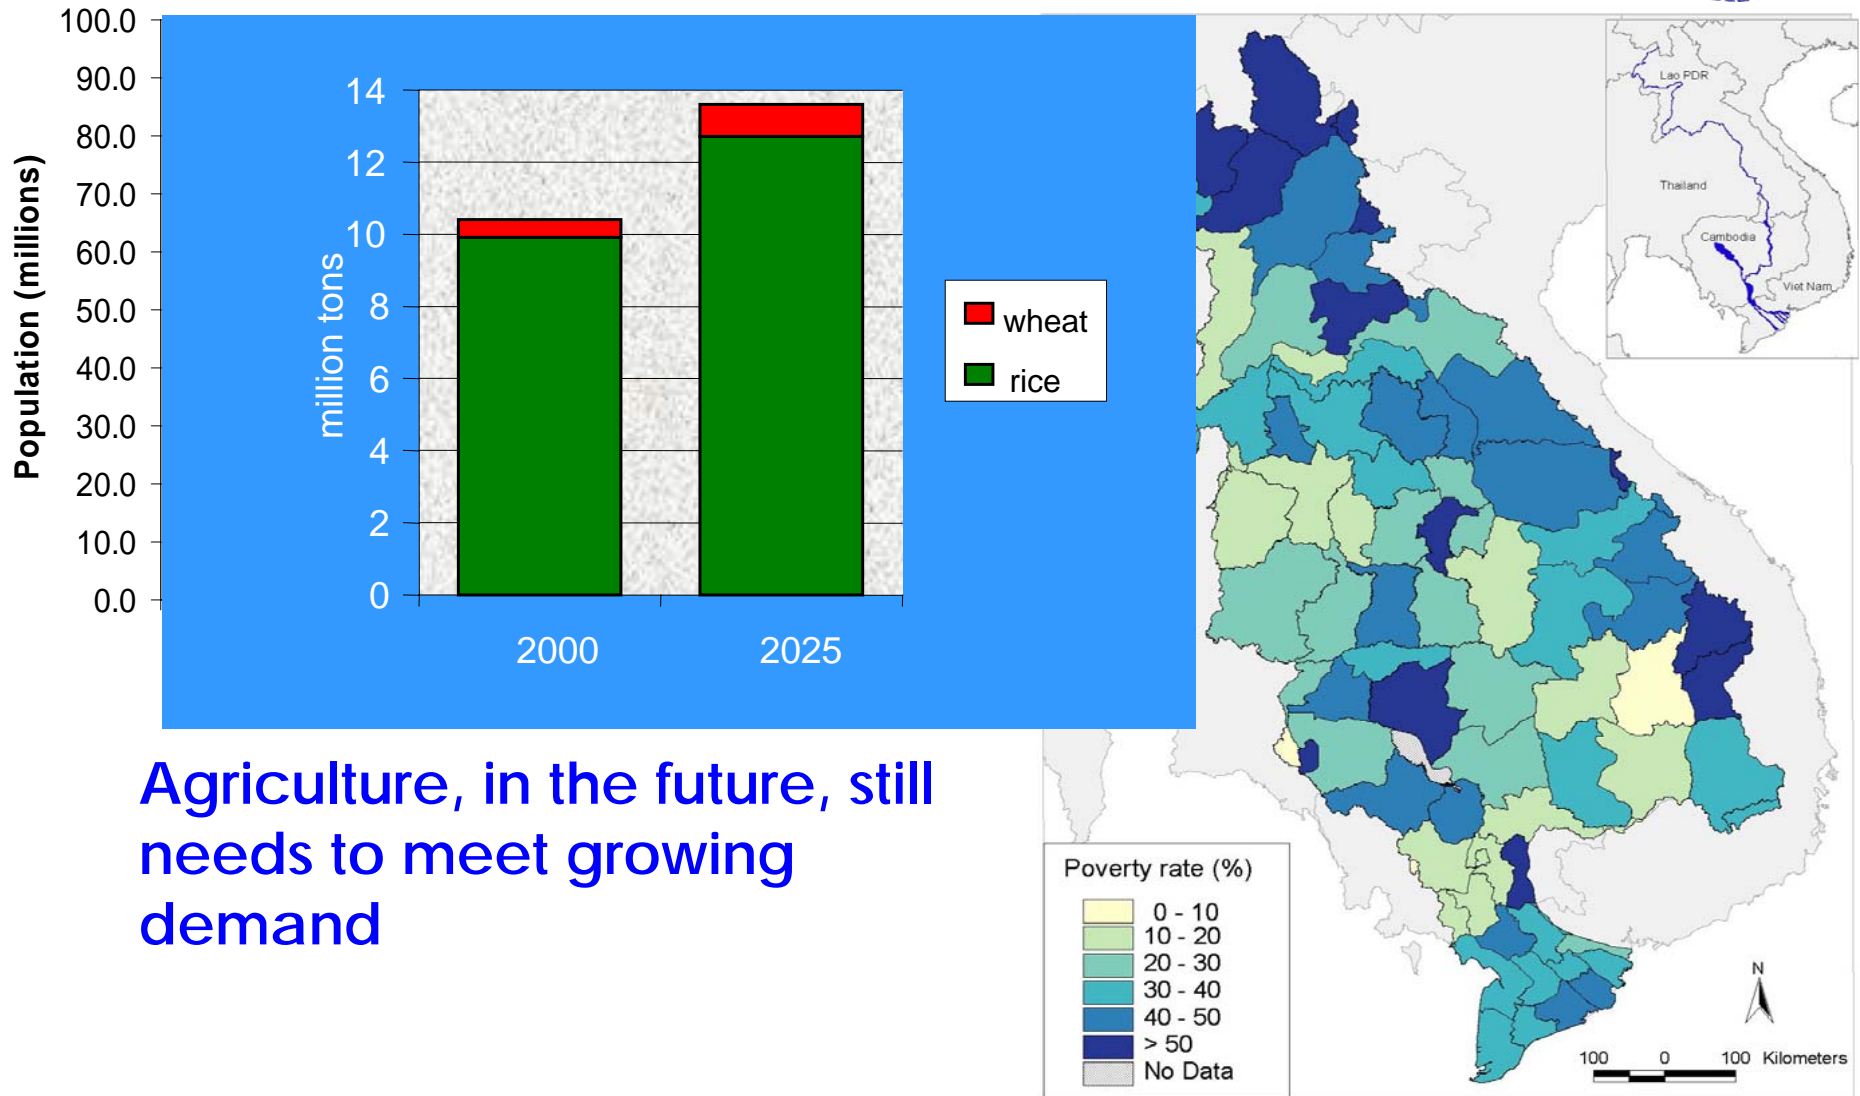 Population (millions)
100.0
90.0
80.0
70.0
60.0
50.0
40.0
30.0
20.0
10.0
0.0
million tons
14
12
10
8
6
4
2
0
2000
2025
wheat
rice
Agriculture, in the future, still
needs to meet growing
demand
Lao PDR
Thailand
Cambodia
Viet Nam
Poverty rate (%)
0 - 10
10 - 20
20 - 30
30 - 40
40 - 50
> 50
No Data
N
100 0 100 Kilometers